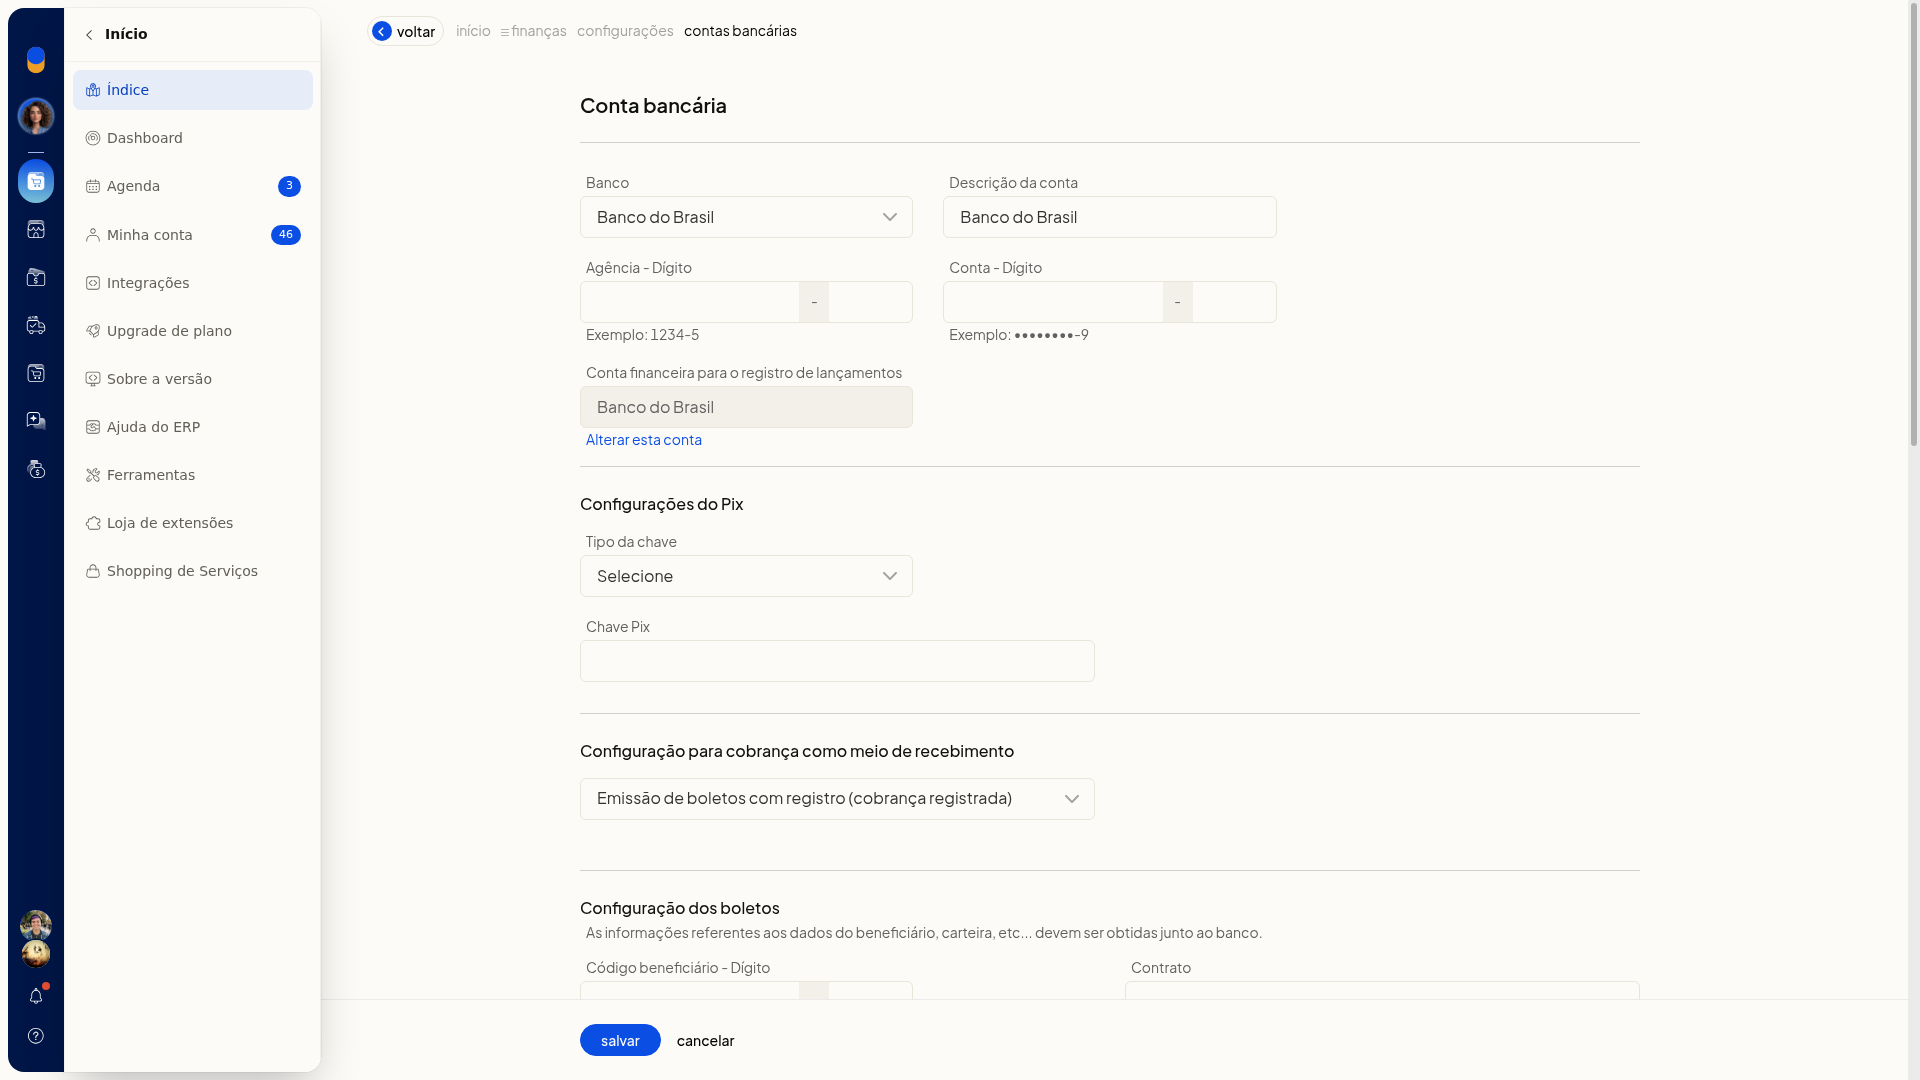 Início
Índice
Dashboard
Agenda 3
Minha conta 46
Integrações
Upgrade de plano
Sobre a versão
Ajuda do ERP
Ferramentas
Loja de extensões
Shopping de Serviços
voltar início finanças configurações contas bancárias
Conta bancária
Banco Descrição da conta
Banco do Brasil Banco do Brasil
Agência - Dígito Conta - Dígito
- -
Exemplo: 1234-5 Exemplo: ••••••••-9
Conta financeira para o registro de lançamentos
Banco do Brasil
Alterar esta conta
Configurações do Pix
Tipo da chave
Selecione
Chave Pix
Configuração para cobrança como meio de recebimento
Emissão de boletos com registro (cobrança registrada)
Configuração dos boletos
As informações referentes aos dados do beneficiário, carteira, etc... devem ser obtidas junto ao banco.
Código beneficiário - Dígito Contrato
salvar cancelar